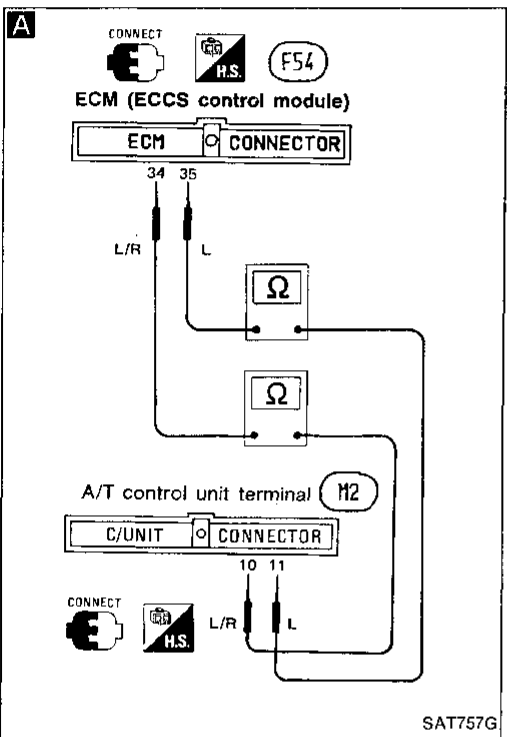 A
CONNECT
H.S.
F54
ECM (ECCS control module)
ECM CONNECTOR
34 35
L/R L
Ω
Ω
A/T control unit terminal M2
C/UNIT CONNECTOR
10 11
CONNECT
H.S.
L/R L
SAT757G